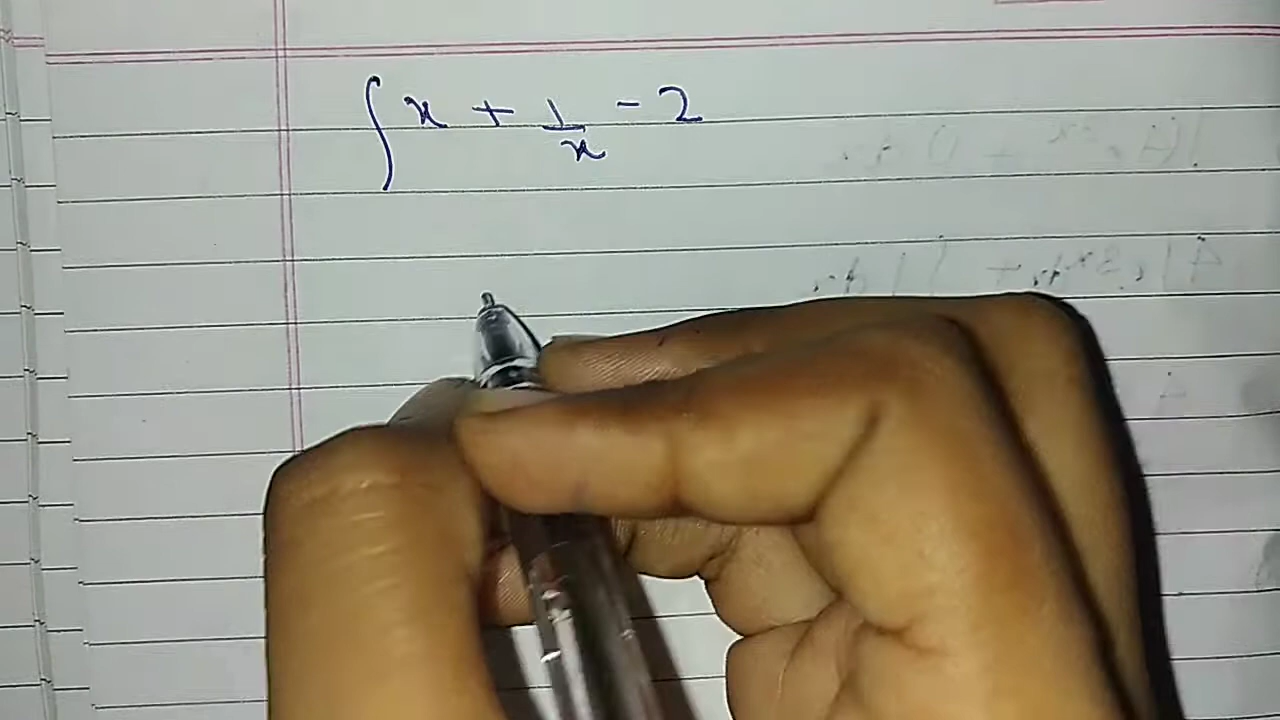 ∫ x + 1/x - 2